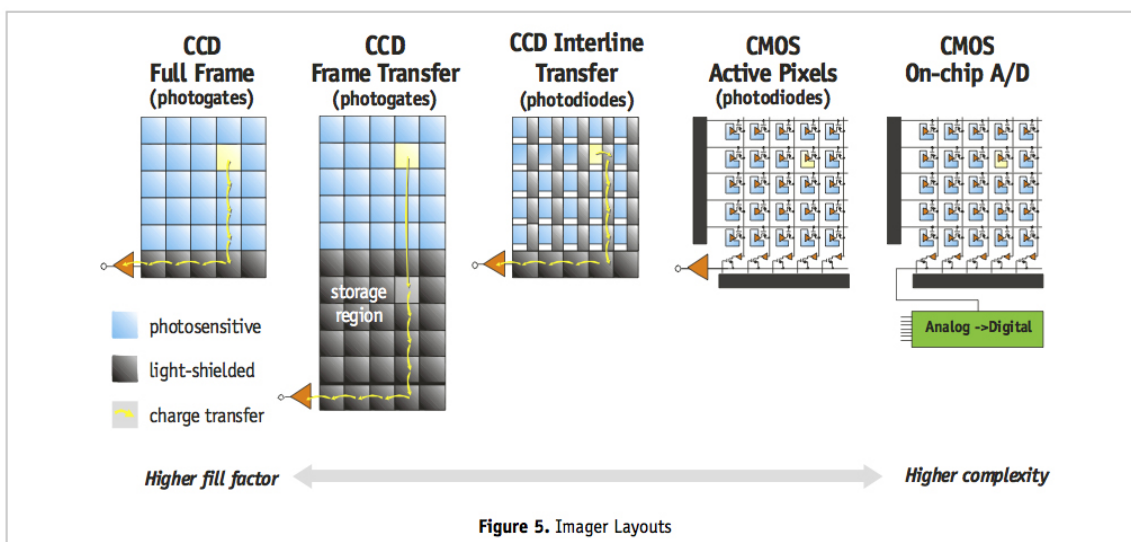 CCD
Full Frame
(photogates)
CCD
Frame Transfer
(photogates)
CCD Interline
Transfer
(photodiodes)
CMOS
Active Pixels
(photodiodes)
CMOS
On-chip A/D
storage
region
photosensitive
light-shielded
charge transfer
Analog ->Digital
Higher fill factor
Higher complexity
Figure 5. Imager Layouts